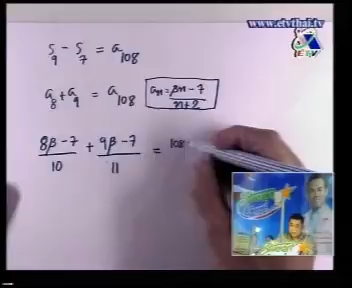 www.etvthai.tv
ETV
S₉ - S₇ = a₁₀₈
a₈ + a₉ = a₁₀₈
aₙ = (βn - 7)/(n + 2)
(8β - 7)/10 + (9β - 7)/11 = 108